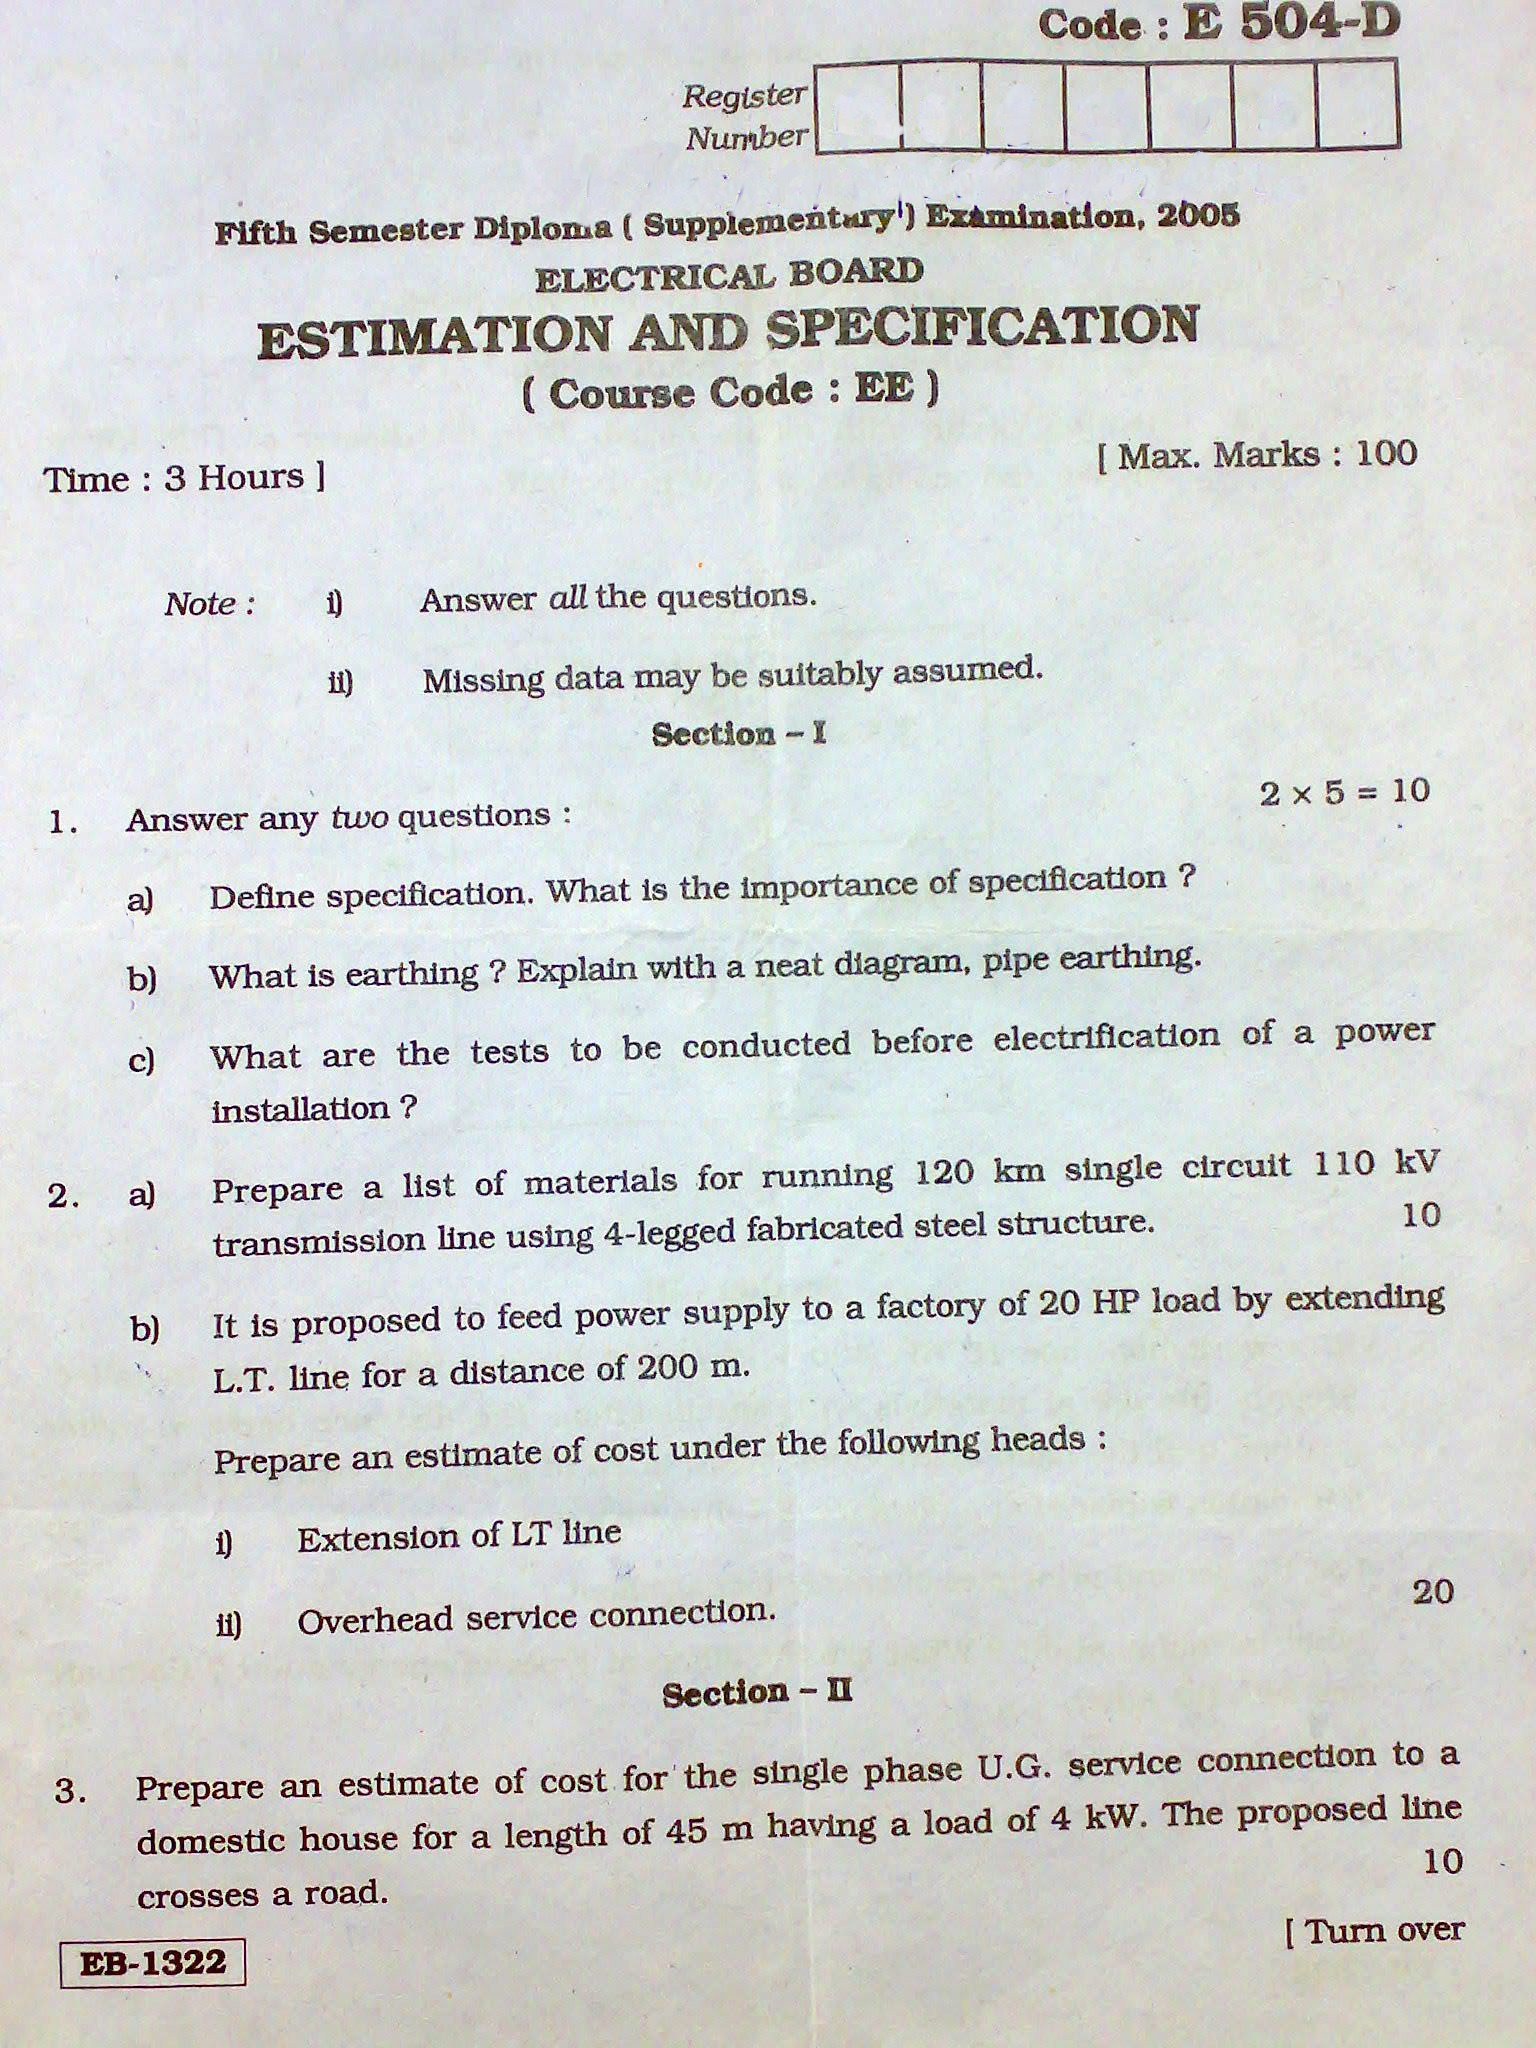 Code : E 504-D
Register
Number
Fifth Semester Diploma ( Supplementary ) Examination, 2005
ELECTRICAL BOARD
ESTIMATION AND SPECIFICATION
( Course Code : EE )
Time : 3 Hours ] [ Max. Marks : 100
Note : i) Answer all the questions.
ii) Missing data may be suitably assumed.
Section – I
1. Answer any two questions : 2 × 5 = 10
a) Define specification. What is the importance of specification ?
b) What is earthing ? Explain with a neat diagram, pipe earthing.
c) What are the tests to be conducted before electrification of a power
installation ?
2. a) Prepare a list of materials for running 120 km single circuit 110 kV
transmission line using 4-legged fabricated steel structure. 10
b) It is proposed to feed power supply to a factory of 20 HP load by extending
L.T. line for a distance of 200 m.
Prepare an estimate of cost under the following heads :
i) Extension of LT line
ii) Overhead service connection. 20
Section – II
3. Prepare an estimate of cost for the single phase U.G. service connection to a
domestic house for a length of 45 m having a load of 4 kW. The proposed line
crosses a road. 10
EB-1322 [ Turn over